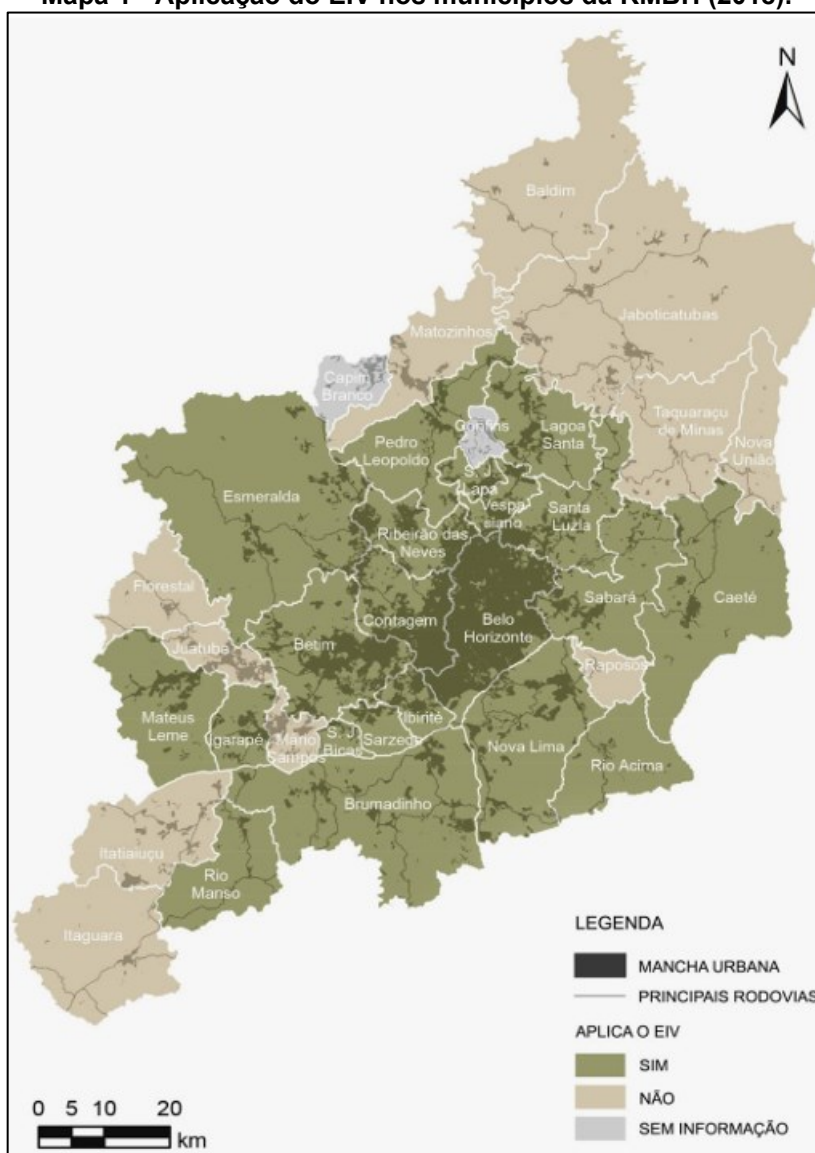 Mapa 1 - Aplicação do EIV nos municípios da RMBH
N
Baldim
Jaboticatubas
Matozinhos
Capim
Branco
Taquaraçu
de Minas
Nova
União
Confins
Lagoa
Santa
Pedro
Leopoldo
S. J.
Lapa
Vespa
siano
Santa
Luzia
Esmeralda
Ribeirão das
Neves
Florestal
Sabará
Caeté
Contagem
Belo
Horizonte
Betim
Juatuba
Raposos
Mateus
Leme
Igarapé
Mário
Campos
S. J.
Bicas
Sarzedo
Ibirité
Nova Lima
Rio Acima
Brumadinho
Itatiaiuçu
Rio
Manso
Itaguara
LEGENDA
MANCHA URBANA
PRINCIPAIS RODOVIAS
APLICA O EIV
SIM
NÃO
SEM INFORMAÇÃO
0 5 10 20
km